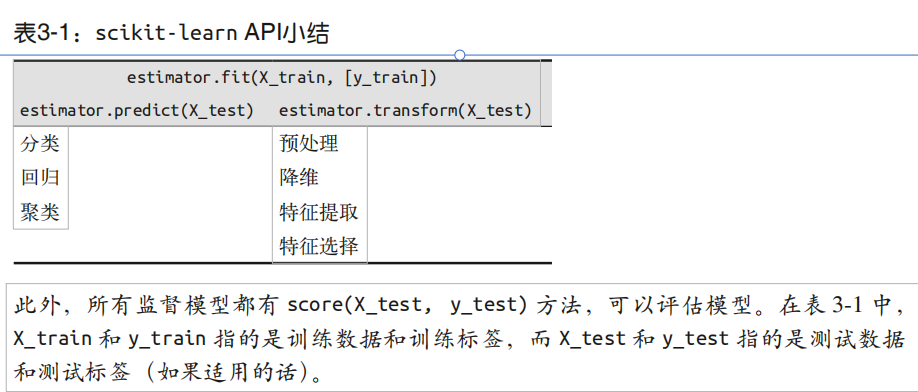 表3-1：scikit-learn API小结
estimator.fit(X_train, [y_train])
estimator.predict(X_test) estimator.transform(X_test)
分类 预处理
回归 降维
聚类 特征提取
特征选择
此外，所有监督模型都有 score(X_test, y_test) 方法，可以评估模型。在表 3-1 中，
X_train 和 y_train 指的是训练数据和训练标签，而 X_test 和 y_test 指的是测试数据
和测试标签（如果适用的话）。